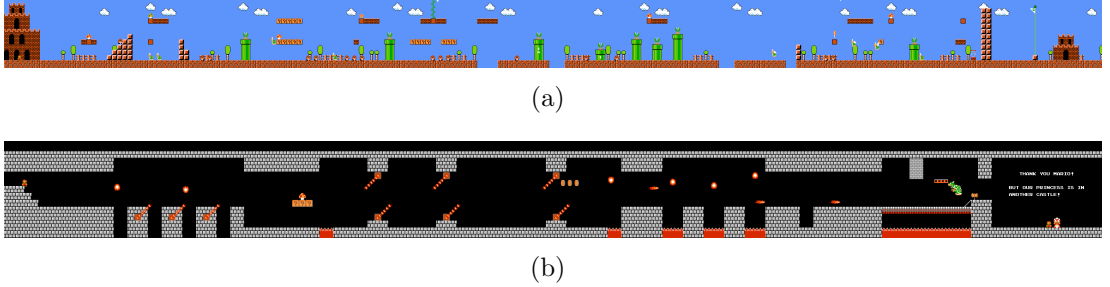 (a)
THANK YOU MARIO!
BUT OUR PRINCESS IS IN
ANOTHER CASTLE!
(b)